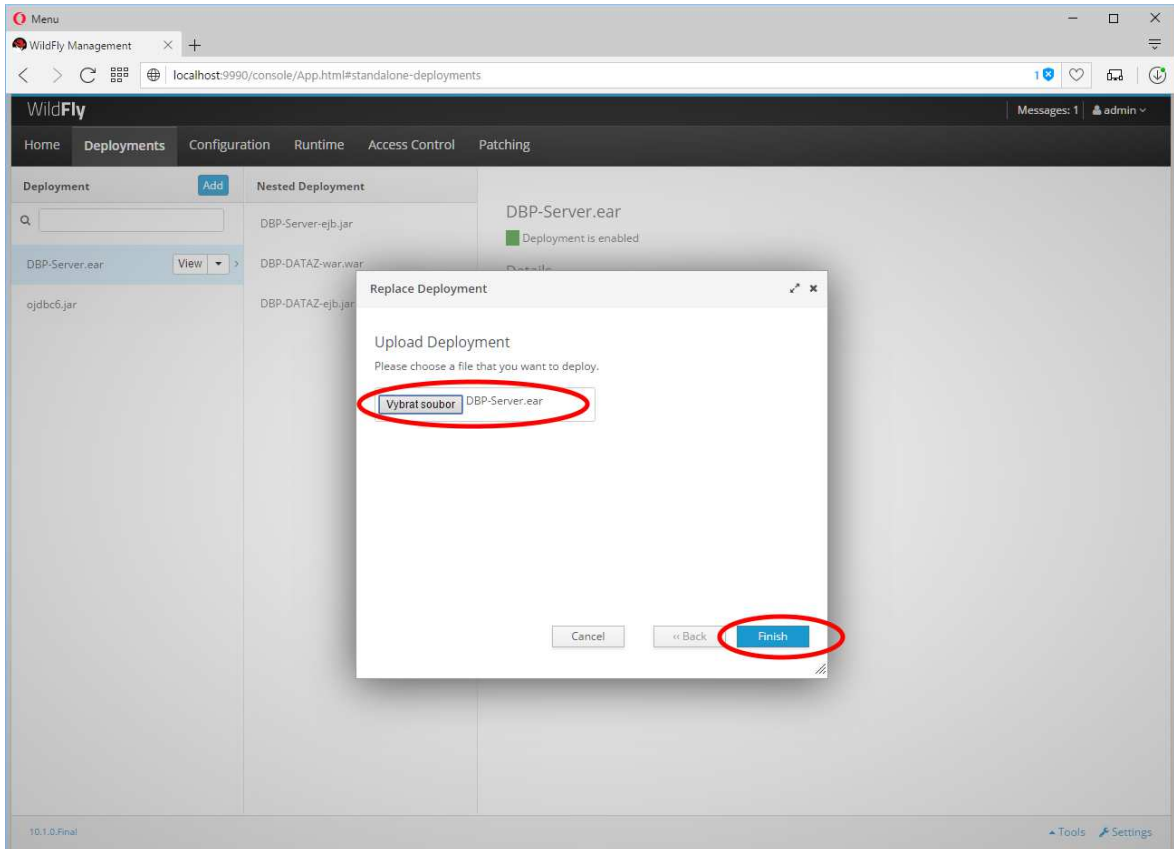 Menu
WildFly Management
localhost:9990/console/App.html#standalone-deployments
1
WildFly
Messages: 1 admin
Home Deployments Configuration Runtime Access Control Patching
Deployment Add Nested Deployment
DBP-Server.ear
DBP-Server-ejb.jar
Deployment is enabled
DBP-Server.ear View DBP-DATAZ-war.war
Details
Replace Deployment
ojdbc6.jar DBP-DATAZ-ejb.jar
Upload Deployment
Please choose a file that you want to deploy.
Vybrat soubor DBP-Server.ear
Cancel ‹‹ Back Finish
10.1.0.Final Tools Settings